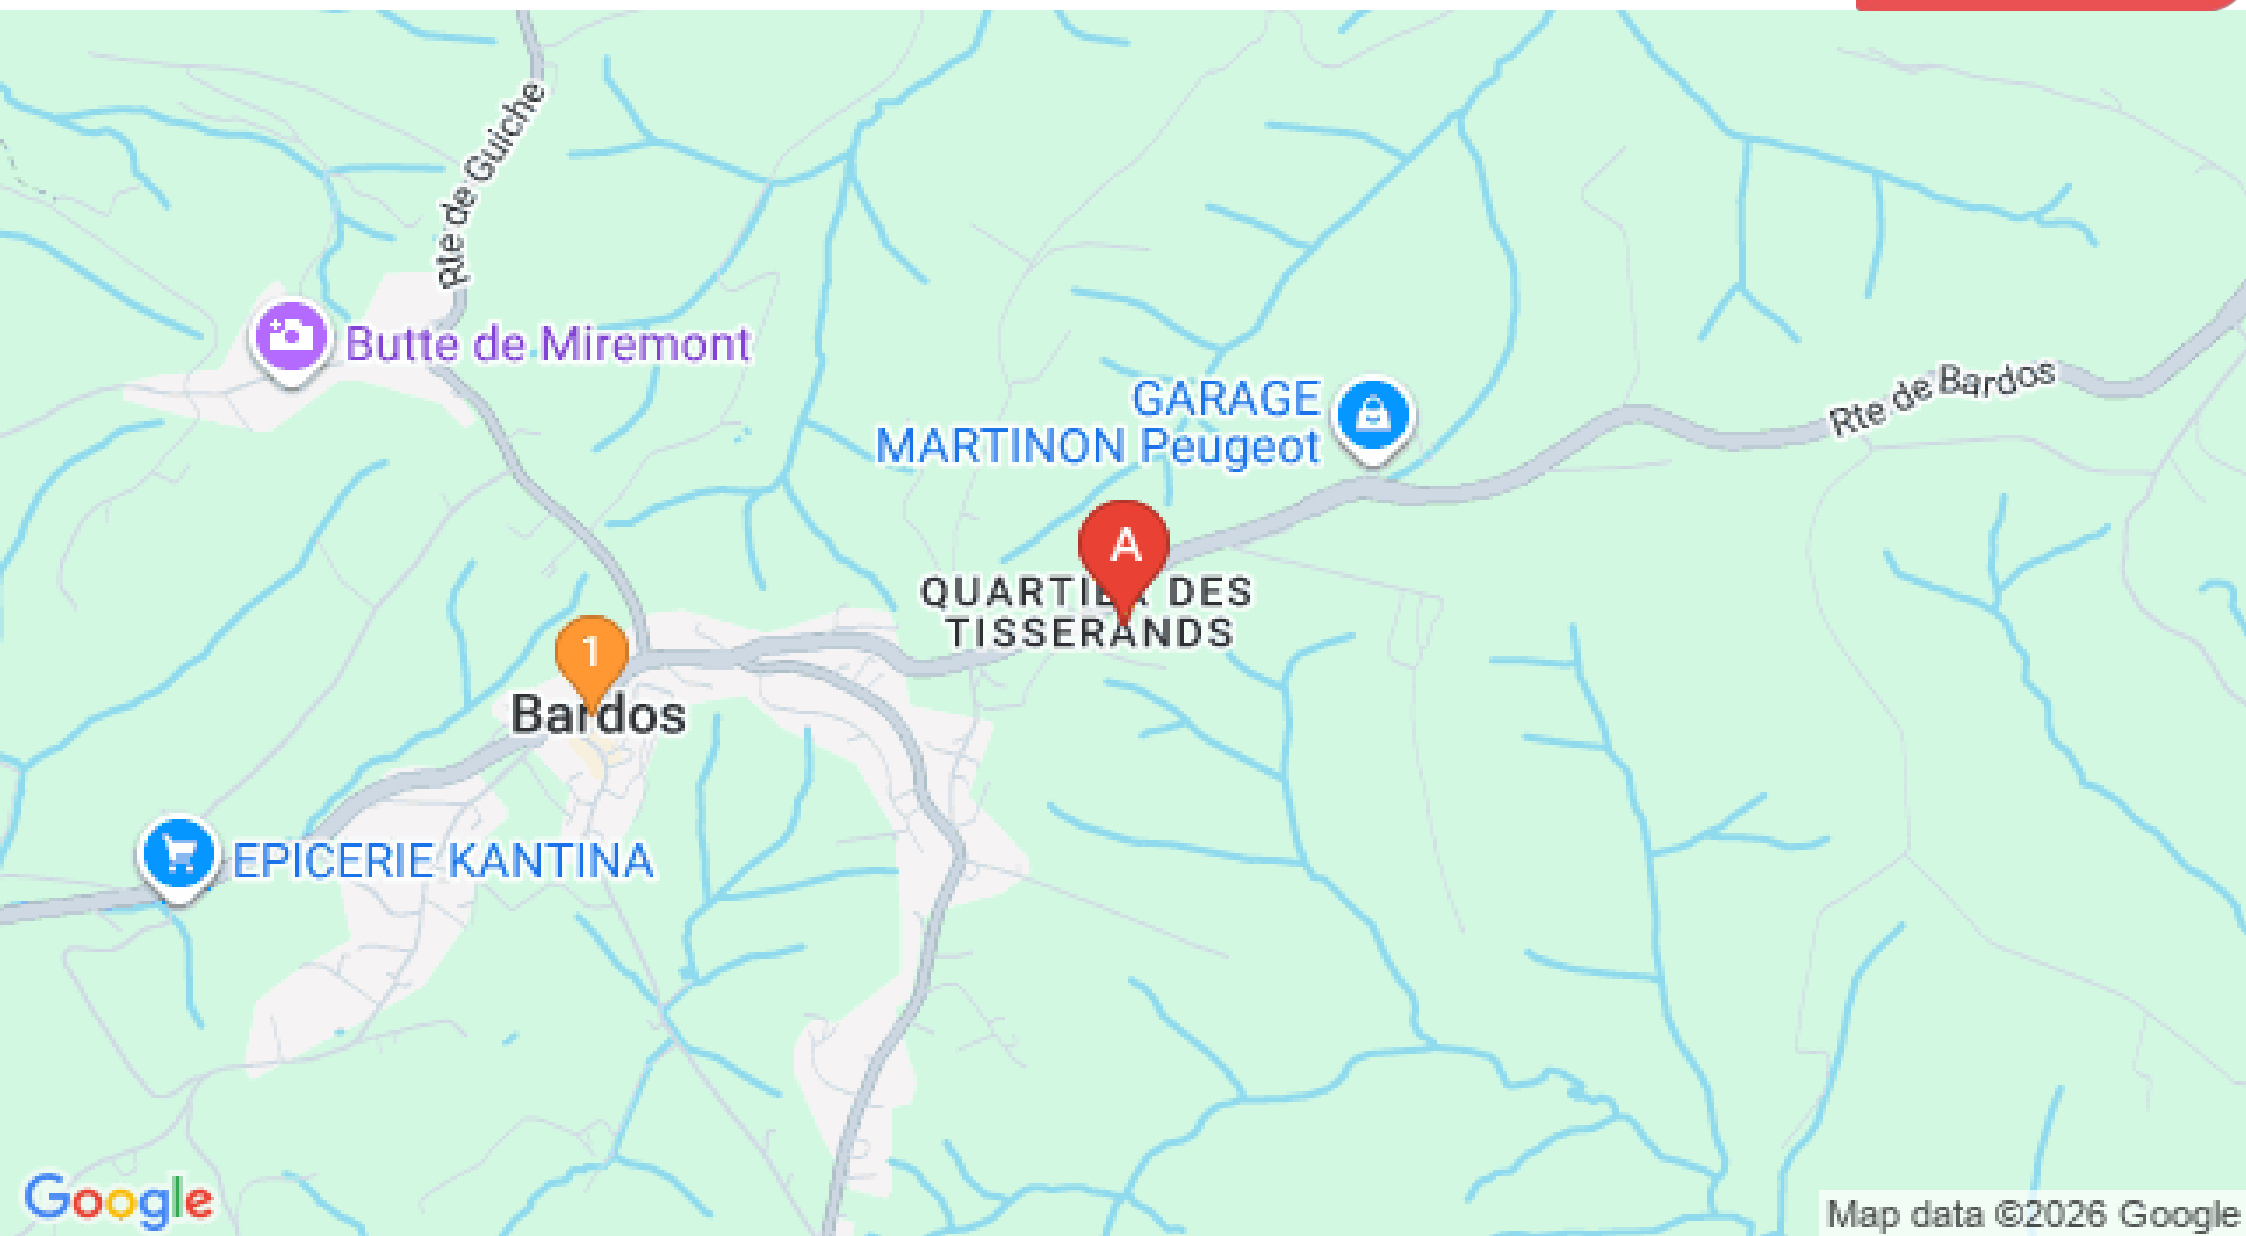 Rte de Guiche
Butte de Miremont
GARAGE
MARTINON Peugeot
Rte de Bardos
A
QUARTIER DES
TISSERANDS
1
Bardos
EPICERIE KANTINA
Google
Map data ©2026 Google